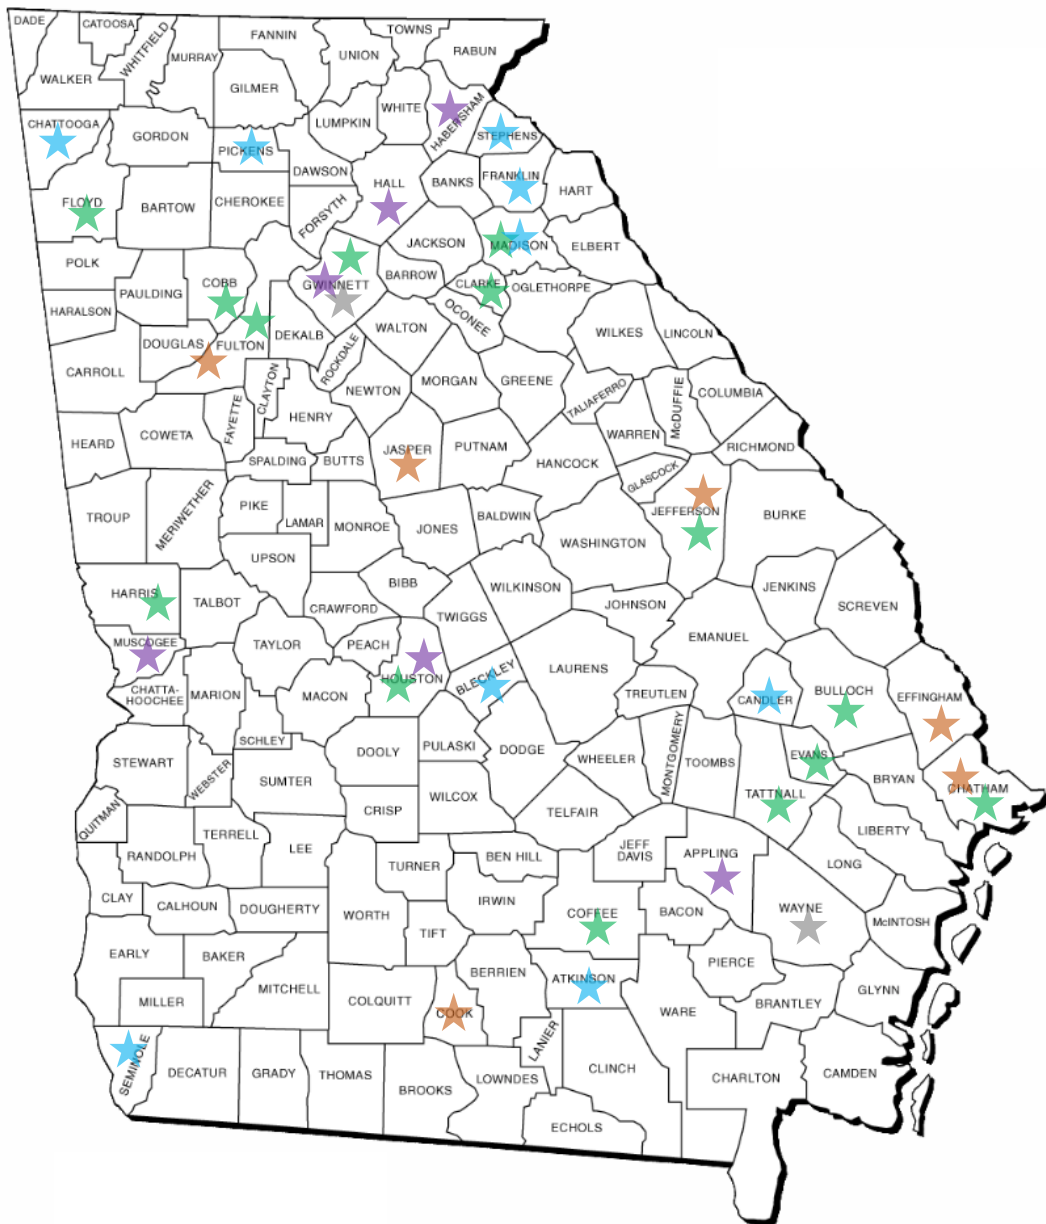 DADE
CATOOSA
WHITFIELD
MURRAY
FANNIN
UNION
TOWNS
RABUN
WALKER
GILMER
WHITE
HABERSHAM
LUMPKIN
STEPHENS
CHATTOOGA
GORDON
PICKENS
DAWSON
HALL
BANKS
FRANKLIN
HART
FLOYD
BARTOW
CHEROKEE
FORSYTH
JACKSON
MADISON
ELBERT
POLK
PAULDING
COBB
GWINNETT
BARROW
CLARKE
OGLETHORPE
OCONEE
HARALSON
DOUGLAS
FULTON
DEKALB
ROCKDALE
WALTON
WILKES
LINCOLN
CARROLL
CLAYTON
NEWTON
MORGAN
GREENE
TALIAFERRO
McDUFFIE
COLUMBIA
HEARD
COWETA
FAYETTE
HENRY
SPALDING
BUTTS
JASPER
PUTNAM
HANCOCK
WARREN
GLASCOCK
RICHMOND
TROUP
MERIWETHER
PIKE
LAMAR
MONROE
JONES
BALDWIN
WASHINGTON
JEFFERSON
BURKE
UPSON
HARRIS
TALBOT
CRAWFORD
BIBB
TWIGGS
WILKINSON
JOHNSON
JENKINS
SCREVEN
MUSCOGEE
TAYLOR
PEACH
HOUSTON
BLECKLEY
LAURENS
EMANUEL
CHATTA-
HOOCHEE
MARION
MACON
TREUTLEN
CANDLER
BULLOCH
EFFINGHAM
STEWART
WEBSTER
SCHLEY
SUMTER
DOOLY
PULASKI
DODGE
WHEELER
MONTGOMERY
TOOMBS
EVANS
TATTNALL
BRYAN
CHATHAM
QUITMAN
TERRELL
LEE
CRISP
WILCOX
TELFAIR
LIBERTY
RANDOLPH
TURNER
BEN HILL
JEFF
DAVIS
APPLING
LONG
CLAY
CALHOUN
DOUGHERTY
WORTH
IRWIN
COFFEE
BACON
WAYNE
McINTOSH
TIFT
EARLY
BAKER
MITCHELL
BERRIEN
ATKINSON
PIERCE
MILLER
COLQUITT
COOK
WARE
BRANTLEY
GLYNN
SEMINOLE
DECATUR
GRADY
THOMAS
BROOKS
LOWNDES
LANIER
CLINCH
CHARLTON
CAMDEN
ECHOLS